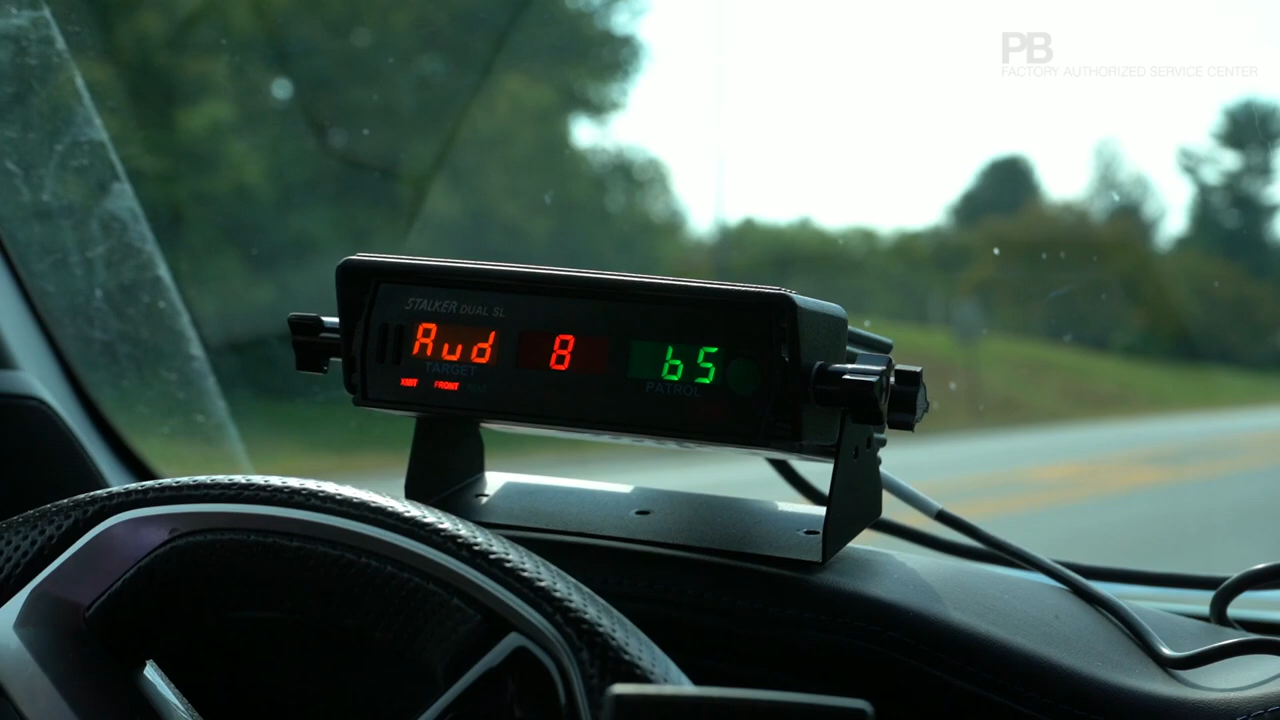 PB
FACTORY AUTHORIZED SERVICE CENTER
STALKER DUAL SL
Aud 8 65
TARGET
PATROL
XMIT FRONT